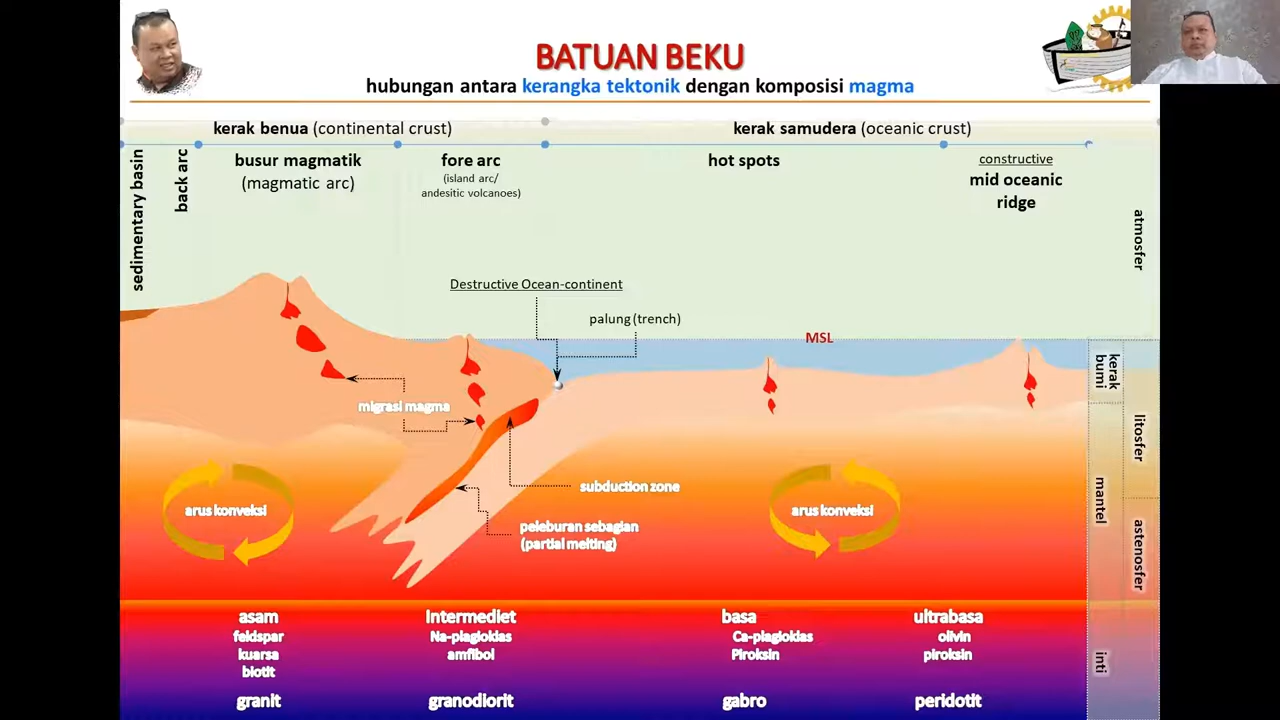 BATUAN BEKU
hubungan antara kerangka tektonik dengan komposisi magma
kerak benua (continental crust)
kerak samudera (oceanic crust)
sedimentary basin
back arc
busur magmatik
(magmatic arc)
fore arc
(island arc/
andesitic volcanoes)
hot spots
constructive
mid oceanic
ridge
atmosfer
Destructive Ocean-continent
palung (trench)
MSL
kerak
bumi
migrasi magma
litosfer
subduction zone
mantel
arus konveksi
arus konveksi
peleburan sebagian
(partial melting)
astenosfer
asam
feldspar
kuarsa
biotit
granit
Intermediet
Na-plagioklas
amfibol
granodiorit
basa
Ca-plagioklas
Piroksin
gabro
ultrabasa
olivin
piroksin
peridotit
inti